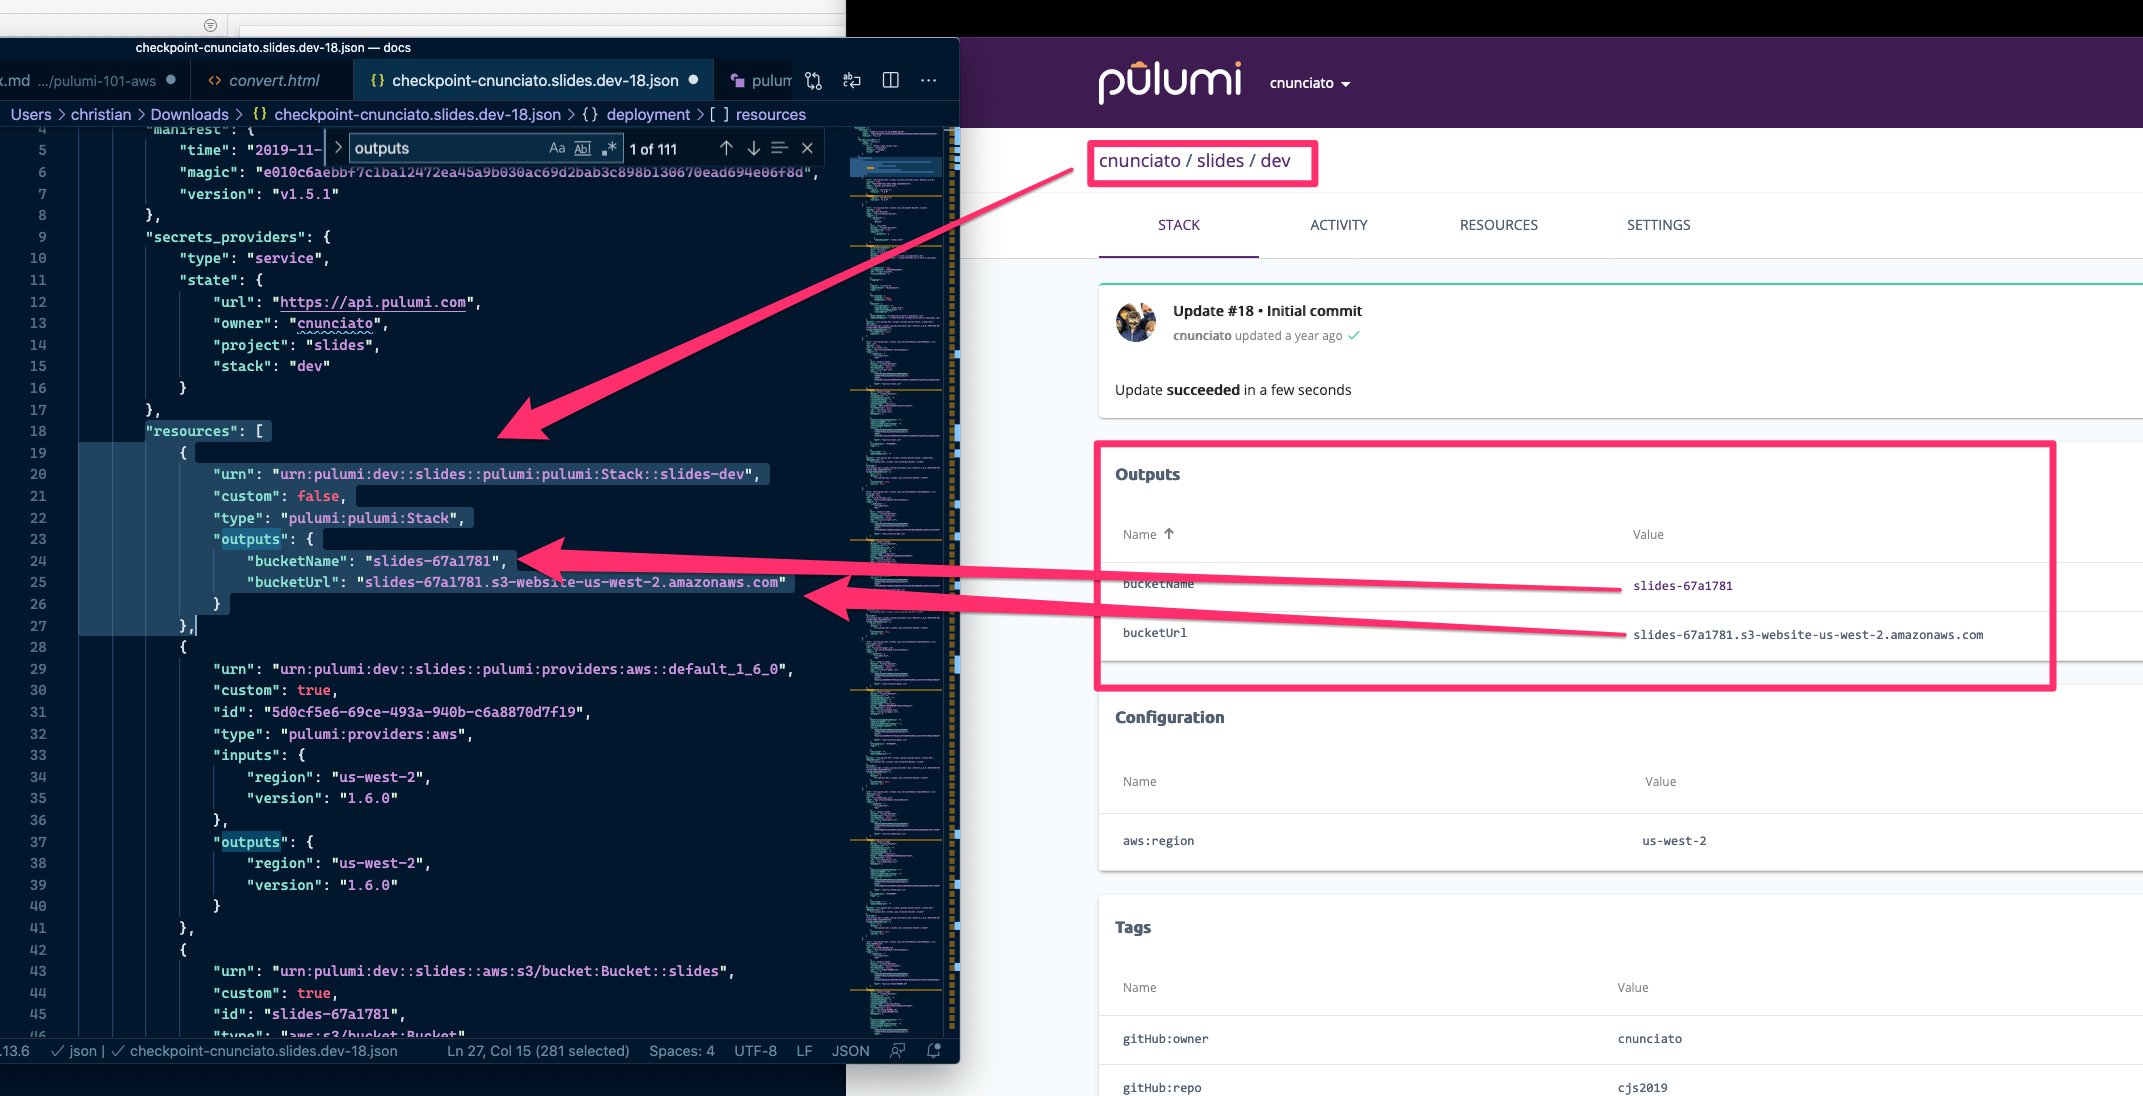 checkpoint-cnunciato.slides.dev-18.json — docs
x.md .../pulumi-101-aws
<> convert.html
{} checkpoint-cnunciato.slides.dev-18.json
pulum
Users > christian > Downloads > {} checkpoint-cnunciato.slides.dev-18.json > {} deployment > [ ] resources
outputs
Aa Abl .*
1 of 111
4 "manifest": {
5 "time": "2019-11-
6 "magic": "e010c6aebbf7c1ba12472ea45a9b030ac69d2bab3c898b130670ead694e06f8d",
7 "version": "v1.5.1"
8 },
9 "secrets_providers": {
10 "type": "service",
11 "state": {
12 "url": "https://api.pulumi.com",
13 "owner": "cnunciato",
14 "project": "slides",
15 "stack": "dev"
16 }
17 },
18 "resources": [
19 {
20 "urn": "urn:pulumi:dev::slides::pulumi:pulumi:Stack::slides-dev",
21 "custom": false,
22 "type": "pulumi:pulumi:Stack",
23 "outputs": {
24 "bucketName": "slides-67a1781",
25 "bucketUrl": "slides-67a1781.s3-website-us-west-2.amazonaws.com"
26 }
27 },
28 {
29 "urn": "urn:pulumi:dev::slides::pulumi:providers:aws::default_1_6_0",
30 "custom": true,
31 "id": "5d0cf5e6-69ce-493a-940b-c6a8870d7f19",
32 "type": "pulumi:providers:aws",
33 "inputs": {
34 "region": "us-west-2",
35 "version": "1.6.0"
36 },
37 "outputs": {
38 "region": "us-west-2",
39 "version": "1.6.0"
40 }
41 },
42 {
43 "urn": "urn:pulumi:dev::slides::aws:s3/bucket:Bucket::slides",
44 "custom": true,
45 "id": "slides-67a1781",
46 "type": "aws:s3/bucket:Bucket"
.13.6 ✓ json | ✓ checkpoint-cnunciato.slides.dev-18.json
Ln 27, Col 15 (281 selected)
Spaces: 4
UTF-8
LF
JSON
pulumi
cnunciato
cnunciato / slides / dev
STACK
ACTIVITY
RESOURCES
SETTINGS
Update #18 • Initial commit
cnunciato updated a year ago ✓
Update succeeded in a few seconds
Outputs
Name ↑ Value
bucketName slides-67a1781
bucketUrl slides-67a1781.s3-website-us-west-2.amazonaws.com
Configuration
Name Value
aws:region us-west-2
Tags
Name Value
gitHub:owner cnunciato
gitHub:repo cjs2019